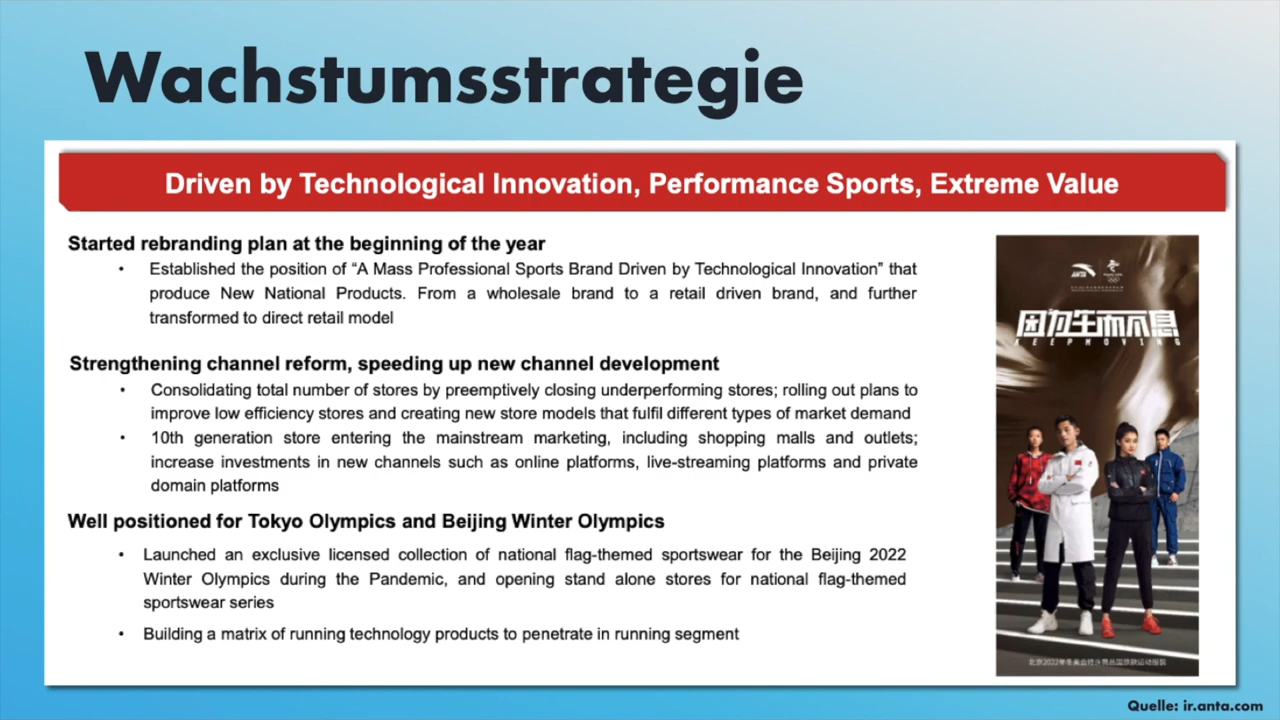 Wachstumsstrategie
Driven by Technological Innovation, Performance Sports, Extreme Value
Started rebranding plan at the beginning of the year
• Established the position of “A Mass Professional Sports Brand Driven by Technological Innovation” that
produce New National Products. From a wholesale brand to a retail driven brand, and further
transformed to direct retail model
Strengthening channel reform, speeding up new channel development
• Consolidating total number of stores by preemptively closing underperforming stores; rolling out plans to
improve low efficiency stores and creating new store models that fulfil different types of market demand
• 10th generation store entering the mainstream marketing, including shopping malls and outlets;
increase investments in new channels such as online platforms, live-streaming platforms and private
domain platforms
Well positioned for Tokyo Olympics and Beijing Winter Olympics
• Launched an exclusive licensed collection of national flag-themed sportswear for the Beijing 2022
Winter Olympics during the Pandemic, and opening stand alone stores for national flag-themed
sportswear series
• Building a matrix of running technology products to penetrate in running segment
ANTA
因为生而不息
KEEPMOVING
Quelle: ir.anta.com